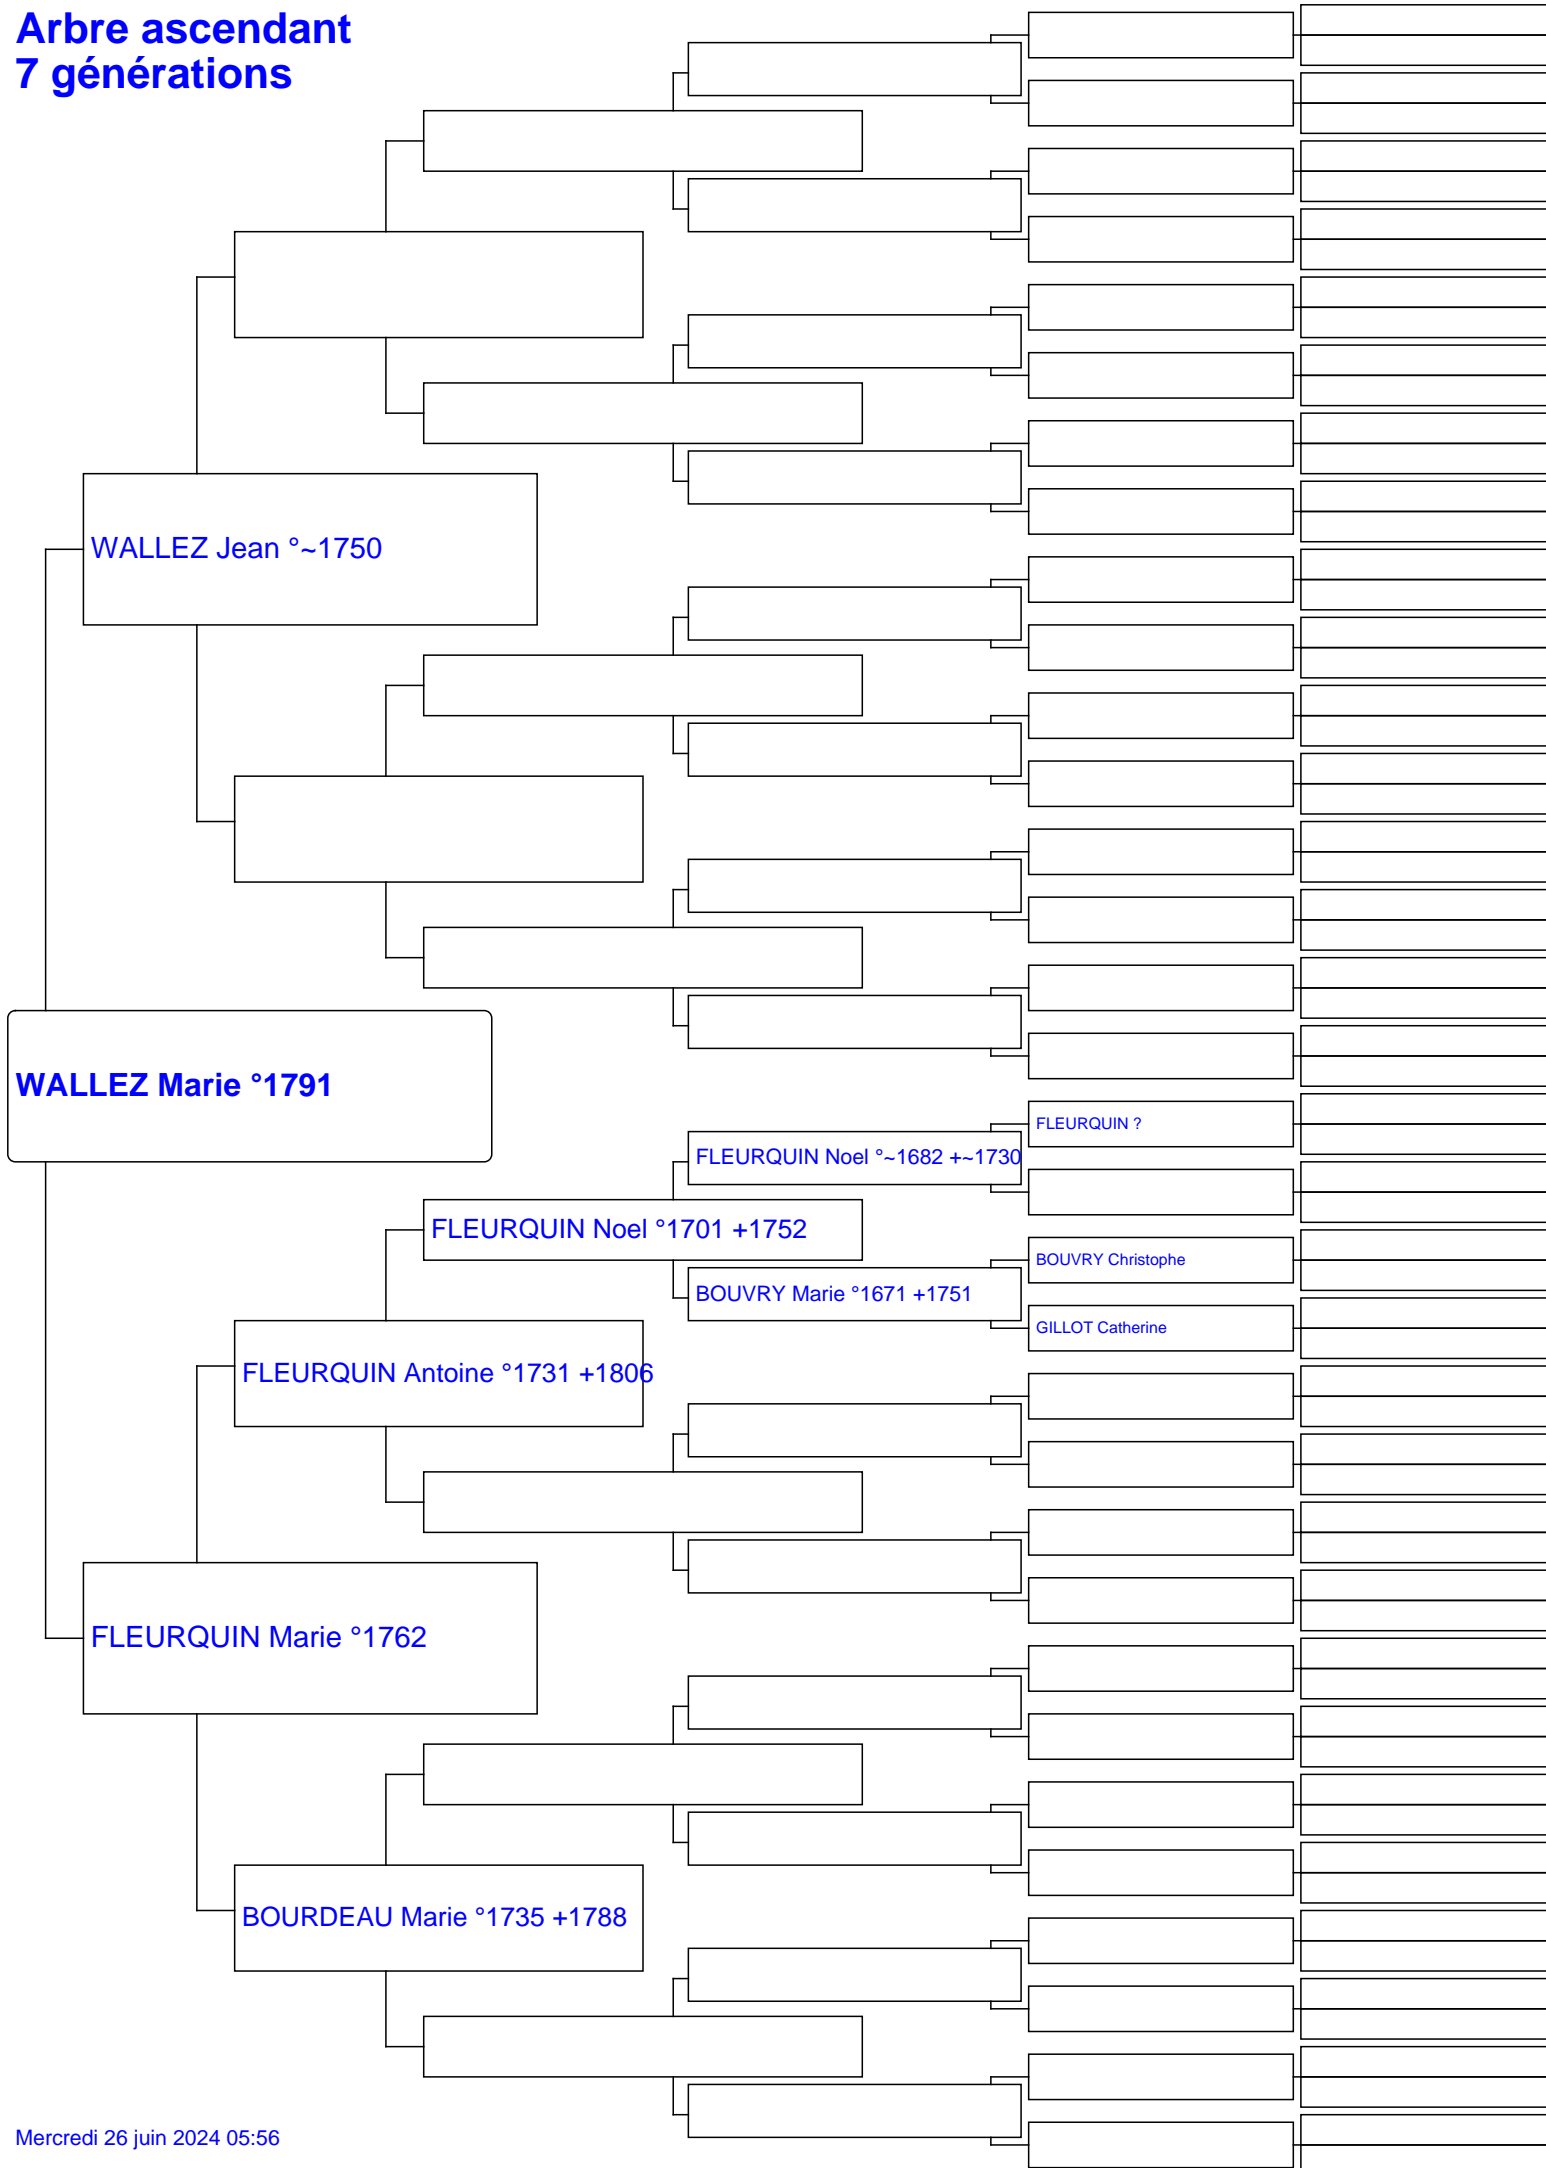 Arbre ascendant
7 générations
WALLEZ Jean °~1750
WALLEZ Marie °1791
FLEURQUIN ?
FLEURQUIN Noel °~1682 +~1730
FLEURQUIN Noel °1701 +1752
BOUVRY Christophe
BOUVRY Marie °1671 +1751
GILLOT Catherine
FLEURQUIN Antoine °1731 +1806
FLEURQUIN Marie °1762
BOURDEAU Marie °1735 +1788
Mercredi 26 juin 2024 05:56